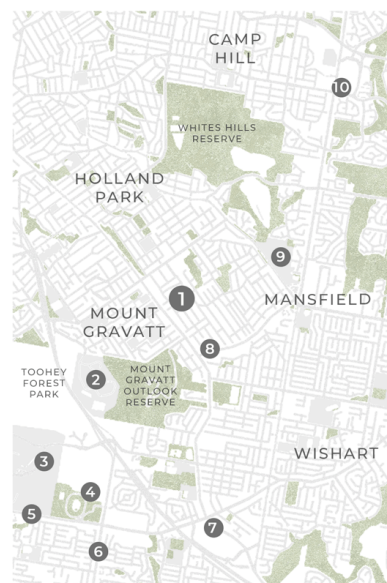 CAMP
HILL
10
WHITES HILLS
RESERVE
HOLLAND
PARK
9
1
MANSFIELD
MOUNT
GRAVATT
8
TOOHEY
FOREST
PARK
2
MOUNT
GRAVATT
OUTLOOK
RESERVE
WISHART
3
4
5
7
6